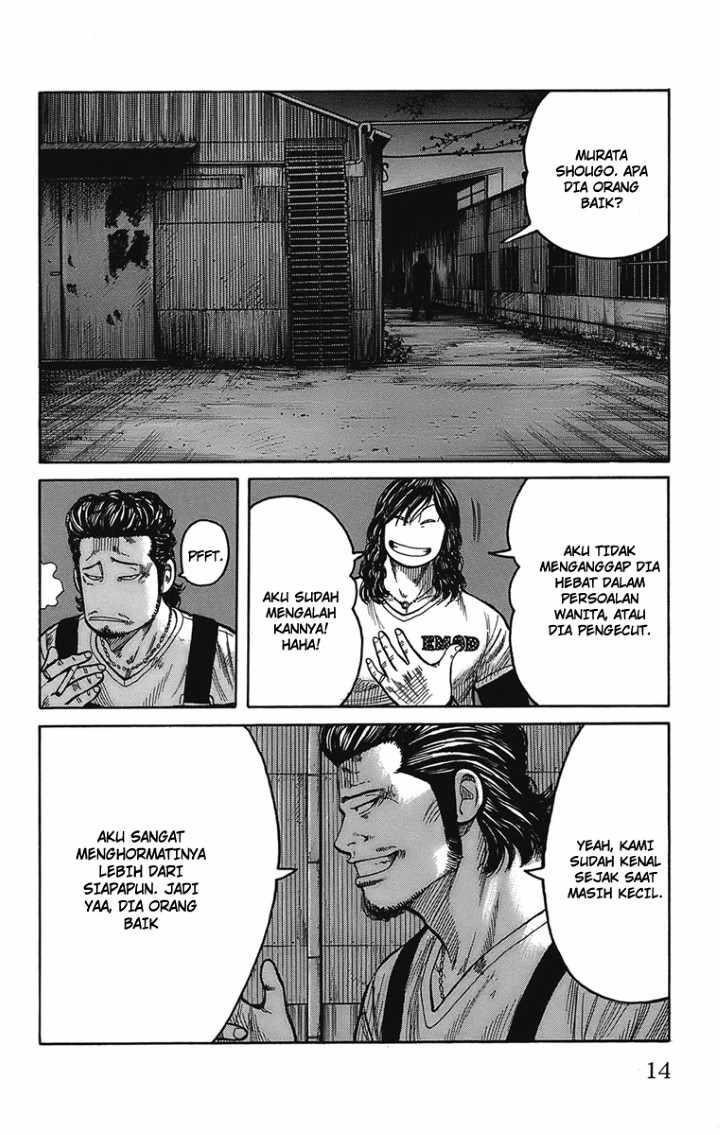 MURATA
SHOUGO. APA
DIA ORANG
BAIK?
AKU TIDAK
MENGANGGAP DIA
HEBAT DALAM
PERSOALAN
WANITA, ATAU
DIA PENGECUT.
AKU SUDAH
MENGALAH
KANNYA!
HAHA!
EMOD
PFFT.
YEAH, KAMI
SUDAH KENAL
SEJAK SAAT
MASIH KECIL.
AKU SANGAT
MENGHORMATINYA
LEBIH DARI
SIAPAPUN. JADI
YAA, DIA ORANG
BAIK
14